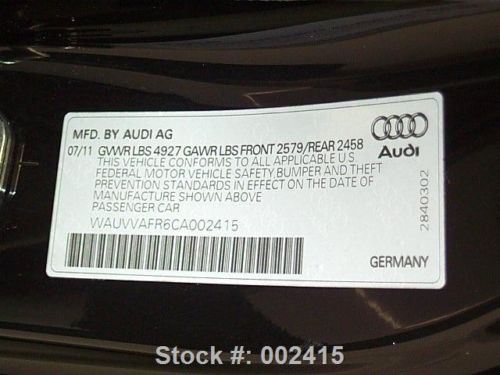 MFD. BY AUDI AG
07/11 GVWR LBS 4927 GAWR LBS FRONT 2579/REAR 2458
THIS VEHICLE CONFORMS TO ALL APPLICABLE U.S.
FEDERAL MOTOR VEHICLE SAFETY, BUMPER AND THEFT
PREVENTION STANDARDS IN EFFECT ON THE DATE OF
MANUFACTURE SHOWN ABOVE
PASSENGER CAR
WAUVVAFR6CA002415
Audi
2840302
GERMANY
Stock #: 002415